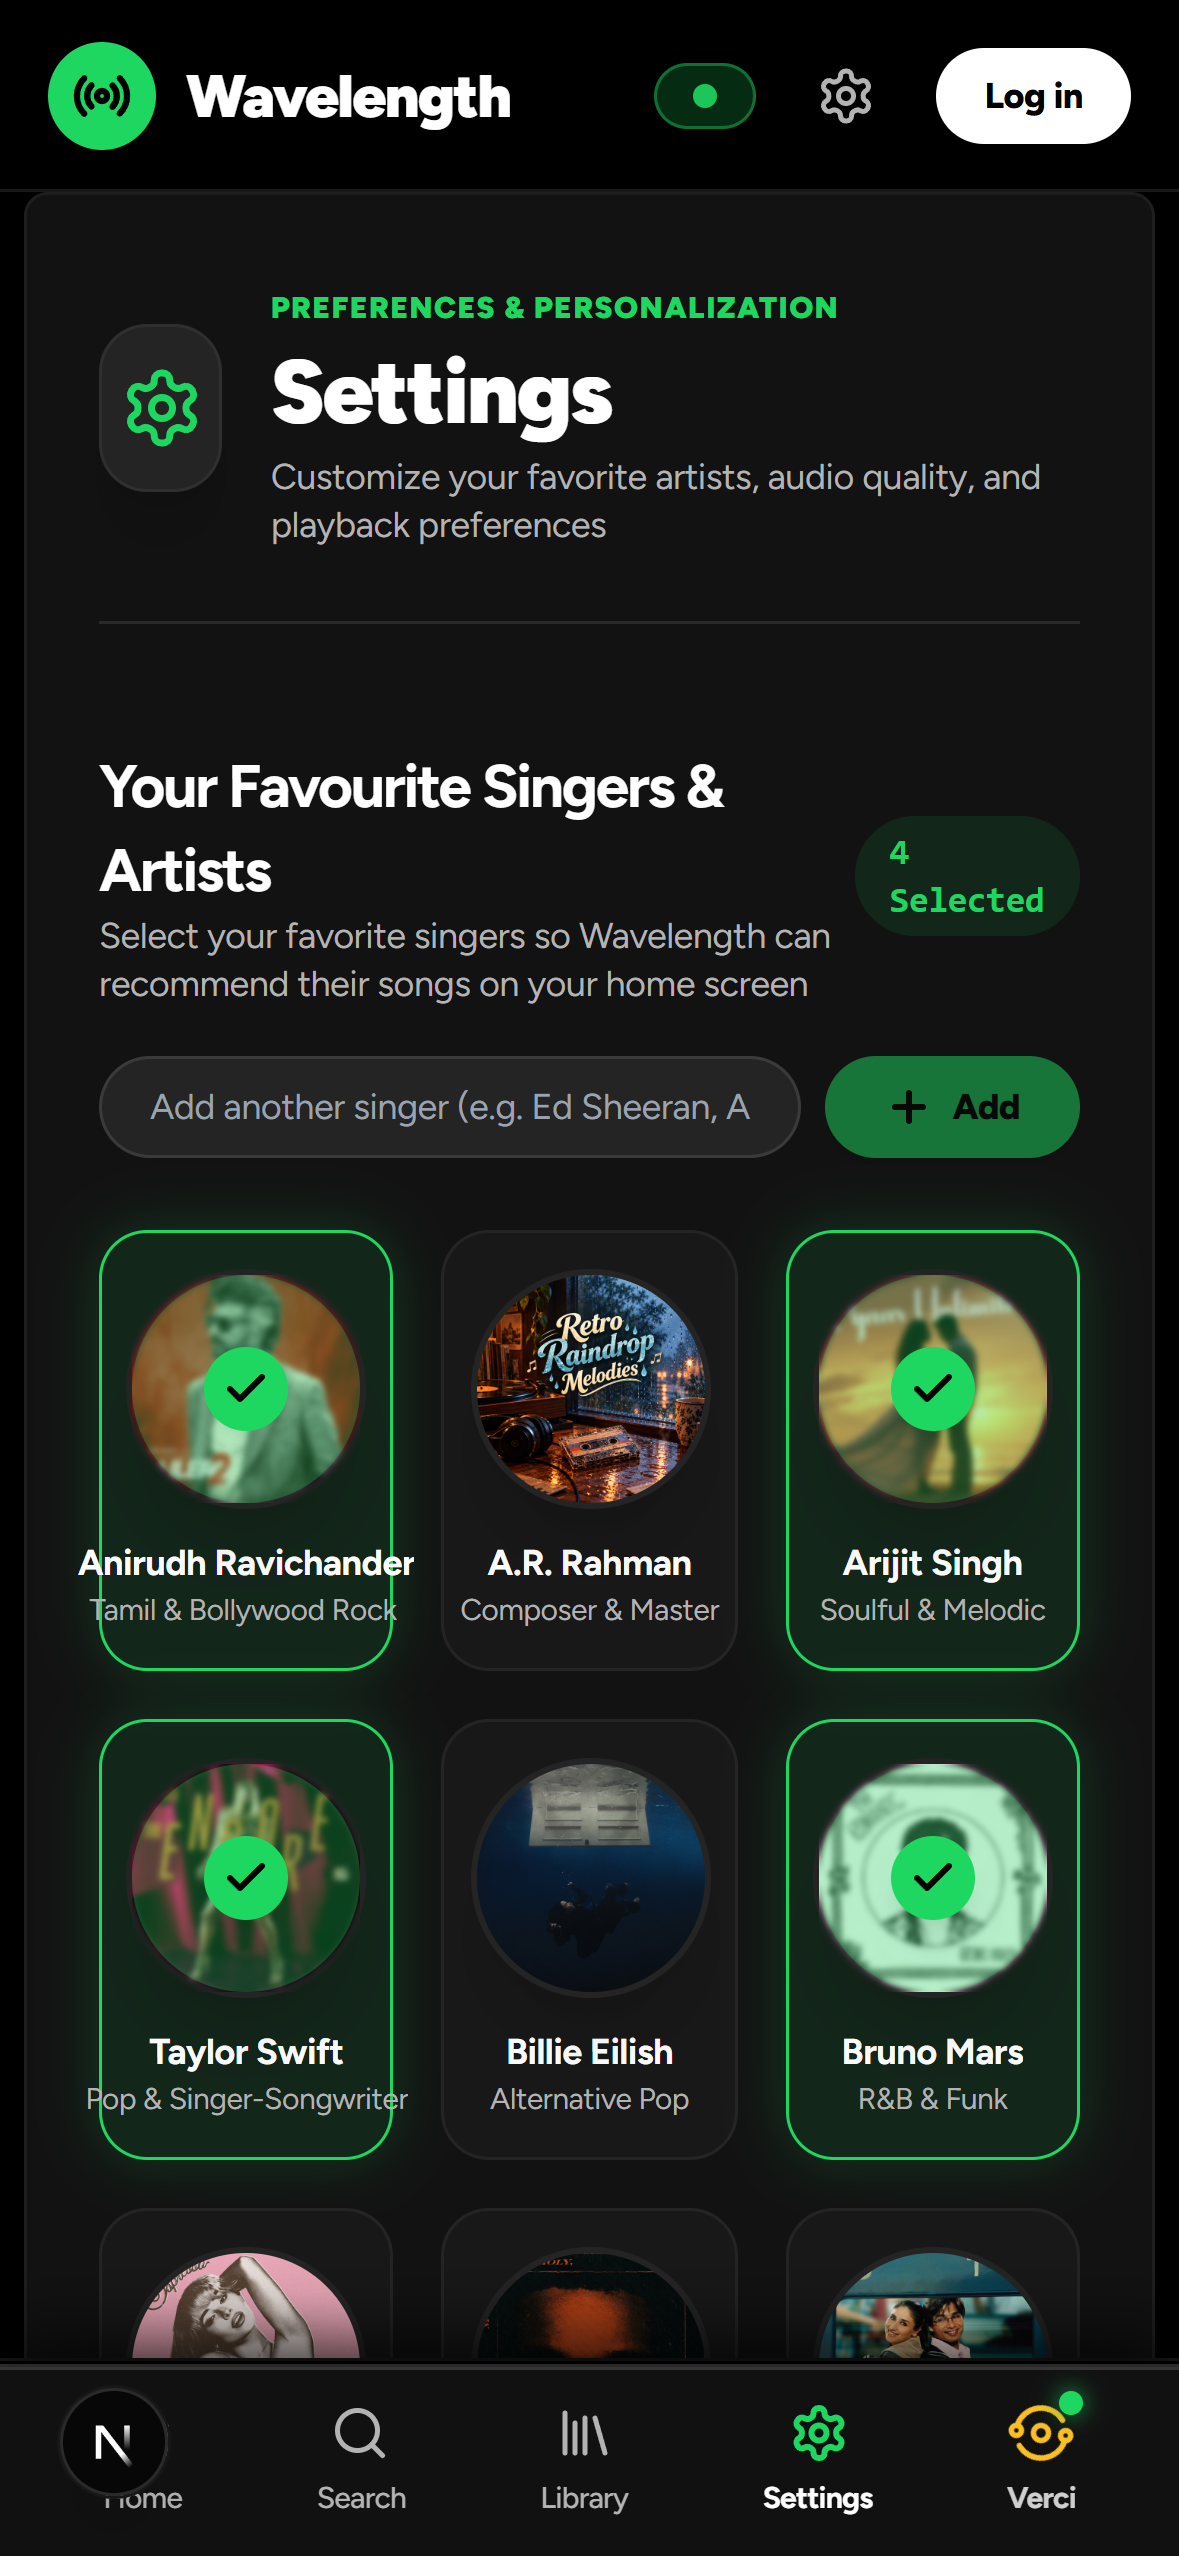 Wavelength
Log in
PREFERENCES & PERSONALIZATION
Settings
Customize your favorite artists, audio quality, and
playback preferences
Your Favourite Singers &
Artists
4
Selected
Select your favorite singers so Wavelength can
recommend their songs on your home screen
Add another singer (e.g. Ed Sheeran, A
Add
Retro
Raindrop
Melodies
Anirudh Ravichander
A.R. Rahman
Arijit Singh
Tamil & Bollywood Rock
Composer & Master
Soulful & Melodic
Taylor Swift
Billie Eilish
Bruno Mars
Pop & Singer-Songwriter
Alternative Pop
R&B & Funk
N
Home
Search
Library
Settings
Verci